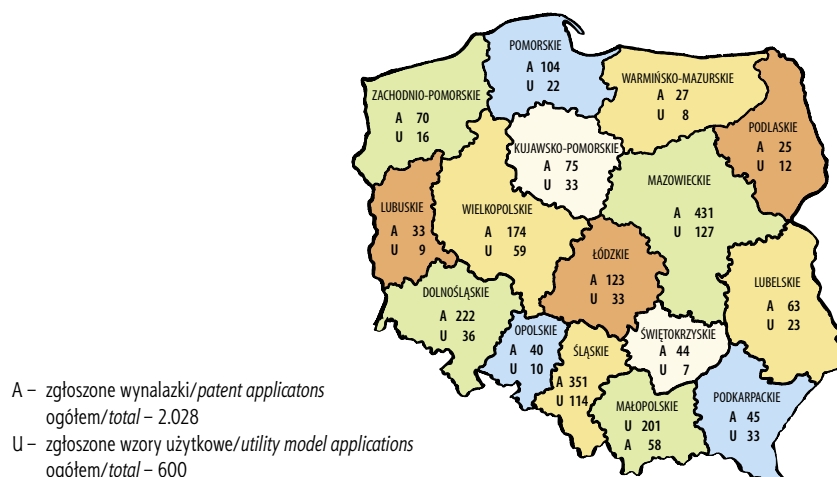 POMORSKIE
A 104
U 22
WARMIŃSKO-MAZURSKIE
A 27
U 8
ZACHODNIO-POMORSKIE
A 70
U 16
PODLASKIE
A 25
U 12
KUJAWSKO-POMORSKIE
A 75
U 33
MAZOWIECKIE
A 431
U 127
LUBUSKIE
A 33
U 9
WIELKOPOLSKIE
A 174
U 59
ŁÓDZKIE
A 123
U 33
LUBELSKIE
A 63
U 23
DOLNOŚLĄSKIE
A 222
U 36
OPOLSKIE
A 40
U 10
ŚLĄSKIE
A 351
U 114
ŚWIĘTOKRZYSKIE
A 44
U 7
MAŁOPOLSKIE
U 201
A 58
PODKARPACKIE
A 45
U 33
A – zgłoszone wynalazki/patent applicatons
ogółem/total – 2.028
U – zgłoszone wzory użytkowe/utility model applications
ogółem/total – 600